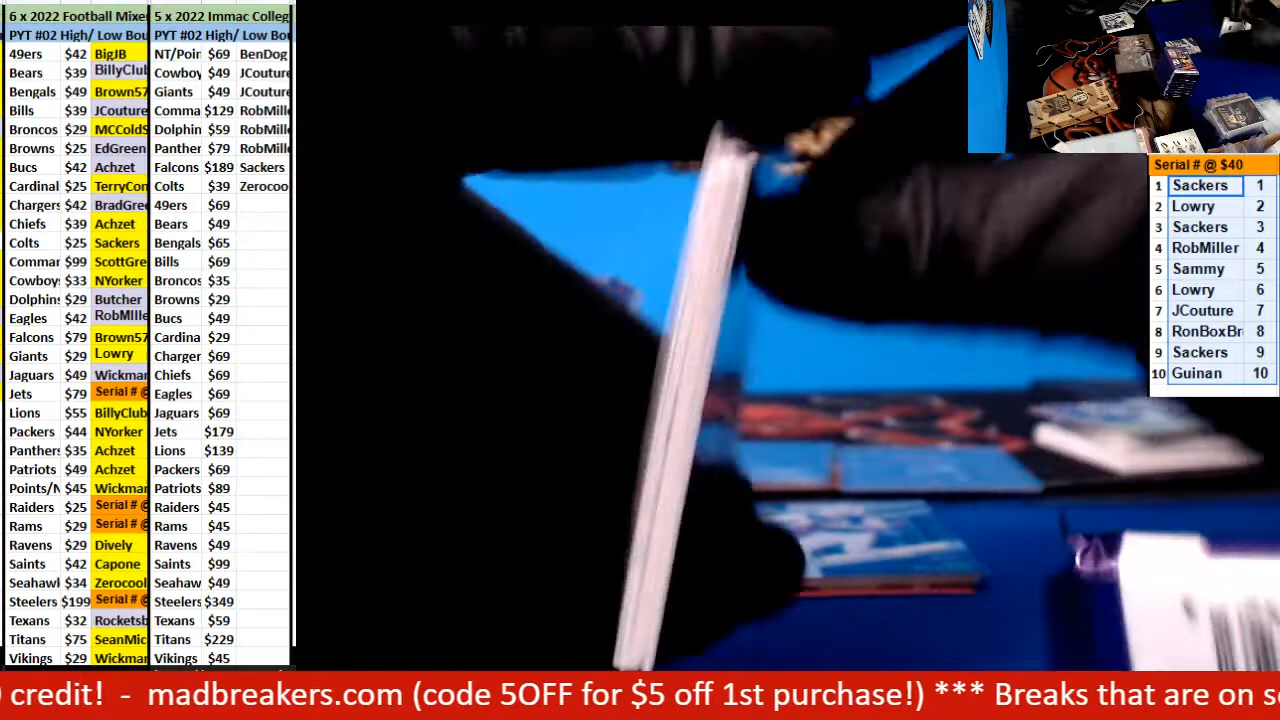 6 x 2022 Football Mixe 5 x 2022 Immac Colleg
PYT #02 High/ Low Bou PYT #02 High/ Low Bou
49ers $42 BigJB NT/Poin $69 BenDog
Bears $39 BillyClub Cowboy $49 JCouture
Bengals $49 Brown57 Giants $49 JCouture
Bills $39 JCouture Comma $129 RobMille
Broncos $29 MCColdS Dolphin $59 RobMille
Browns $25 EdGreen Panther $79 RobMille
Bucs $42 Achzet Falcons $189 Sackers
Cardinal $25 TerryCon Colts $39 Zerocoo
Chargers $42 BradGree 49ers $69
Chiefs $39 Achzet Bears $49
Colts $25 Sackers Bengals $65
Commar $99 ScottGre Bills $69
Cowboys $33 NYorker Broncos $35
Dolphins $29 Butcher Browns $29
Eagles $42 RobMIlle Bucs $49
Falcons $79 Brown57 Cardina $29
Giants $29 Lowry Charger $69
Jaguars $49 Wickmar Chiefs $69
Jets $79 Serial # @ Eagles $69
Lions $55 BillyClub Jaguars $69
Packers $44 NYorker Jets $179
Panthers $35 Achzet Lions $139
Patriots $49 Achzet Packers $69
Points/N $45 Wickmar Patriots $89
Raiders $25 Serial # @ Raiders $45
Rams $29 Serial # @ Rams $45
Ravens $29 Dively Ravens $49
Saints $42 Capone Saints $99
Seahawk $34 Zerocool Seahaw $49
Steelers $199 Serial # @ Steelers $349
Texans $32 Rocketsb Texans $59
Titans $75 SeanMic Titans $229
Vikings $29 Wickmar Vikings $45
Serial # @ $40
1 Sackers 1
2 Lowry 2
3 Sackers 3
4 RobMiller 4
5 Sammy 5
6 Lowry 6
7 JCouture 7
8 RonBoxBr 8
9 Sackers 9
10 Guinan 10
credit! - madbreakers.com (code 5OFF for $5 off 1st purchase!) *** Breaks that are on s